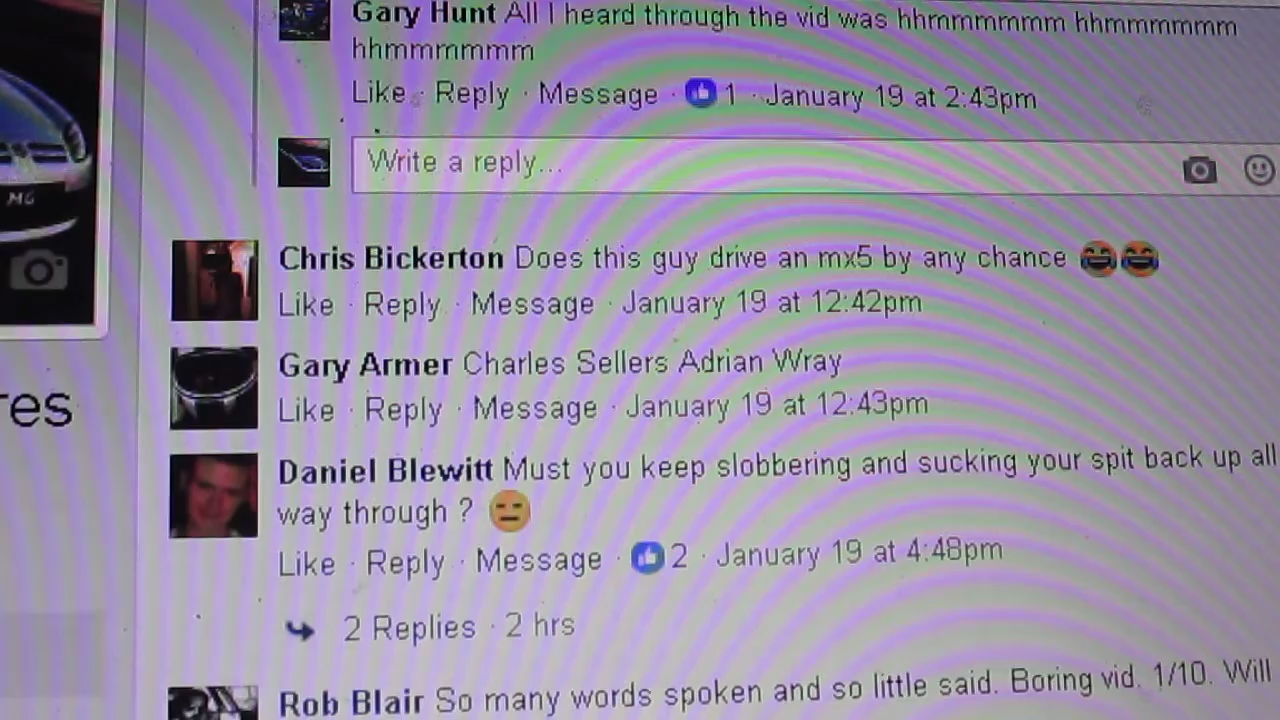 Gary Hunt All I heard through the vid was hhmmmmmm hhmmmmmm
hhmmmmmm
Like · Reply · Message · 1 · January 19 at 2:43pm
Write a reply...
MG
Chris Bickerton Does this guy drive an mx5 by any chance 😂😂
Like · Reply · Message · January 19 at 12:42pm
Gary Armer Charles Sellers Adrian Wray
Like · Reply · Message · January 19 at 12:43pm
res
Daniel Blewitt Must you keep slobbering and sucking your spit back up all
way through ? 😑
Like · Reply · Message · 2 · January 19 at 4:48pm
2 Replies · 2 hrs
Rob Blair So many words spoken and so little said. Boring vid. 1/10. Will